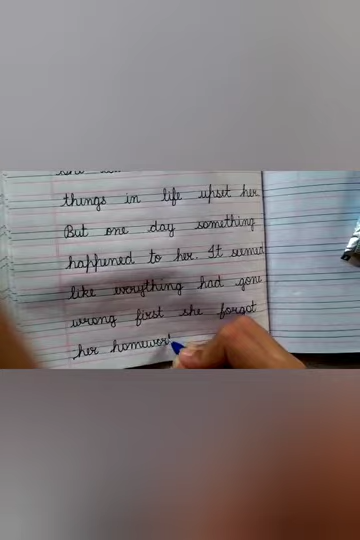 things in life upset her
But one day something
happened to her. It seemed
like everything had gone
wrong first she forgot
her homewor